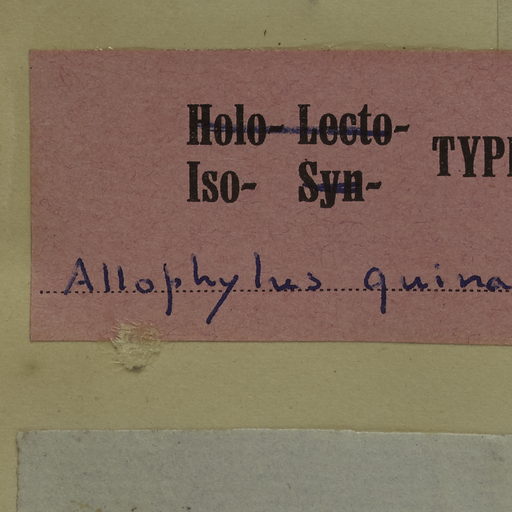 Holo- Lecto-
Iso- Syn-
TYP
Allophylus quina